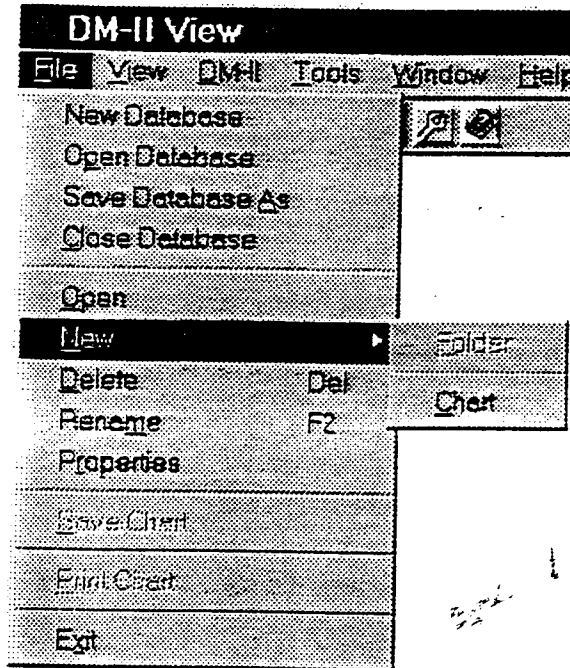 DM-II View
File View DM-II Tools Window Help
New Database
Open Database
Save Database As
Close Database
Open
New
Folder
Delete Del
Chart
Rename F2
Properties
Save Chart
Print Chart
Exit